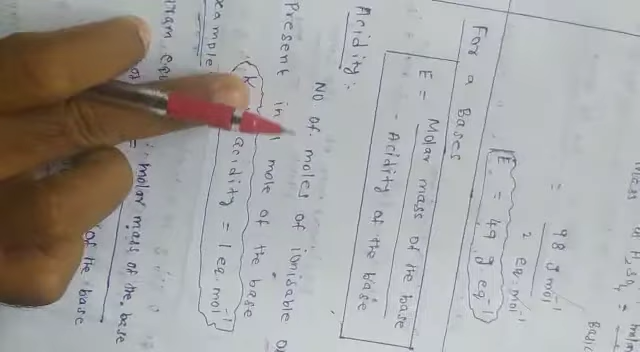 Mass of H2SO4 =
Basic
= 98 g mol-1
2 eq. mol-1
E = 49 g eq-1
For a Bases
E = Molar mass of the base
Acidity of the base
Acidity:
No of moles of ionisable
Present in 1 mole of the base
acidity = 1 eq. mol-1
molar mass of the base
of the base